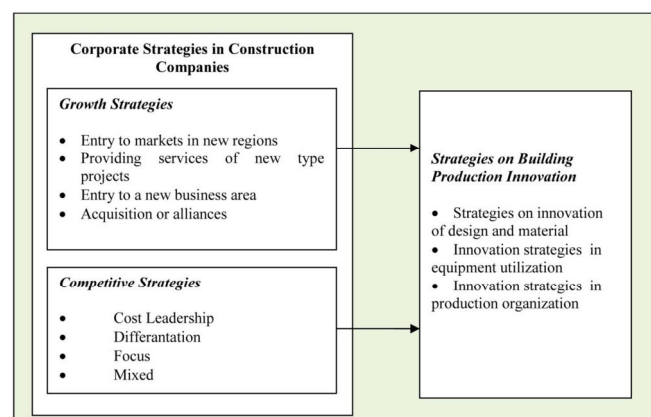 Corporate Strategies in Construction
Companies
Growth Strategies
• Entry to markets in new regions
• Providing services of new type
projects
• Entry to a new business area
• Acquisition or alliances
Competitive Strategies
• Cost Leadership
• Differantation
• Focus
• Mixed
Strategies on Building
Production Innovation
• Strategies on innovation
of design and material
• Innovation strategies in
equipment utilization
• Innovation strategies in
production organization